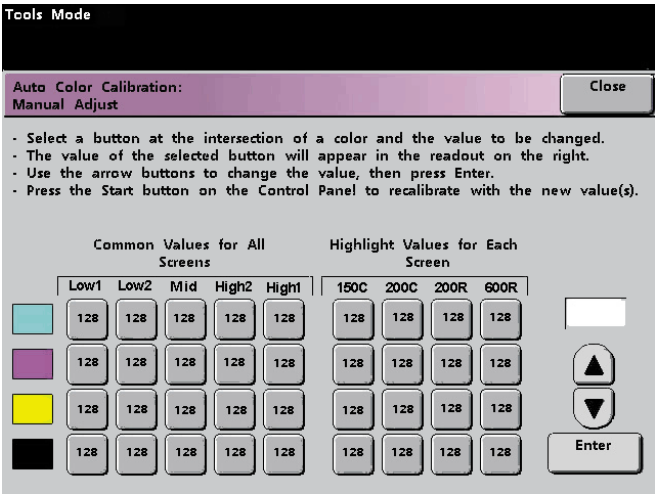 Tools Mode
Auto Color Calibration:
Manual Adjust
Close
- Select a button at the intersection of a color and the value to be changed.
- The value of the selected button will appear in the readout on the right.
- Use the arrow buttons to change the value, then press Enter.
- Press the Start button on the Control Panel to recalibrate with the new value(s).
Common Values for All
Screens
Highlight Values for Each
Screen
Low1 Low2 Mid High2 High1 150C 200C 200R 600R
128 128 128 128 128 128 128 128 128
128 128 128 128 128 128 128 128 128
128 128 128 128 128 128 128 128 128
128 128 128 128 128 128 128 128 128
Enter